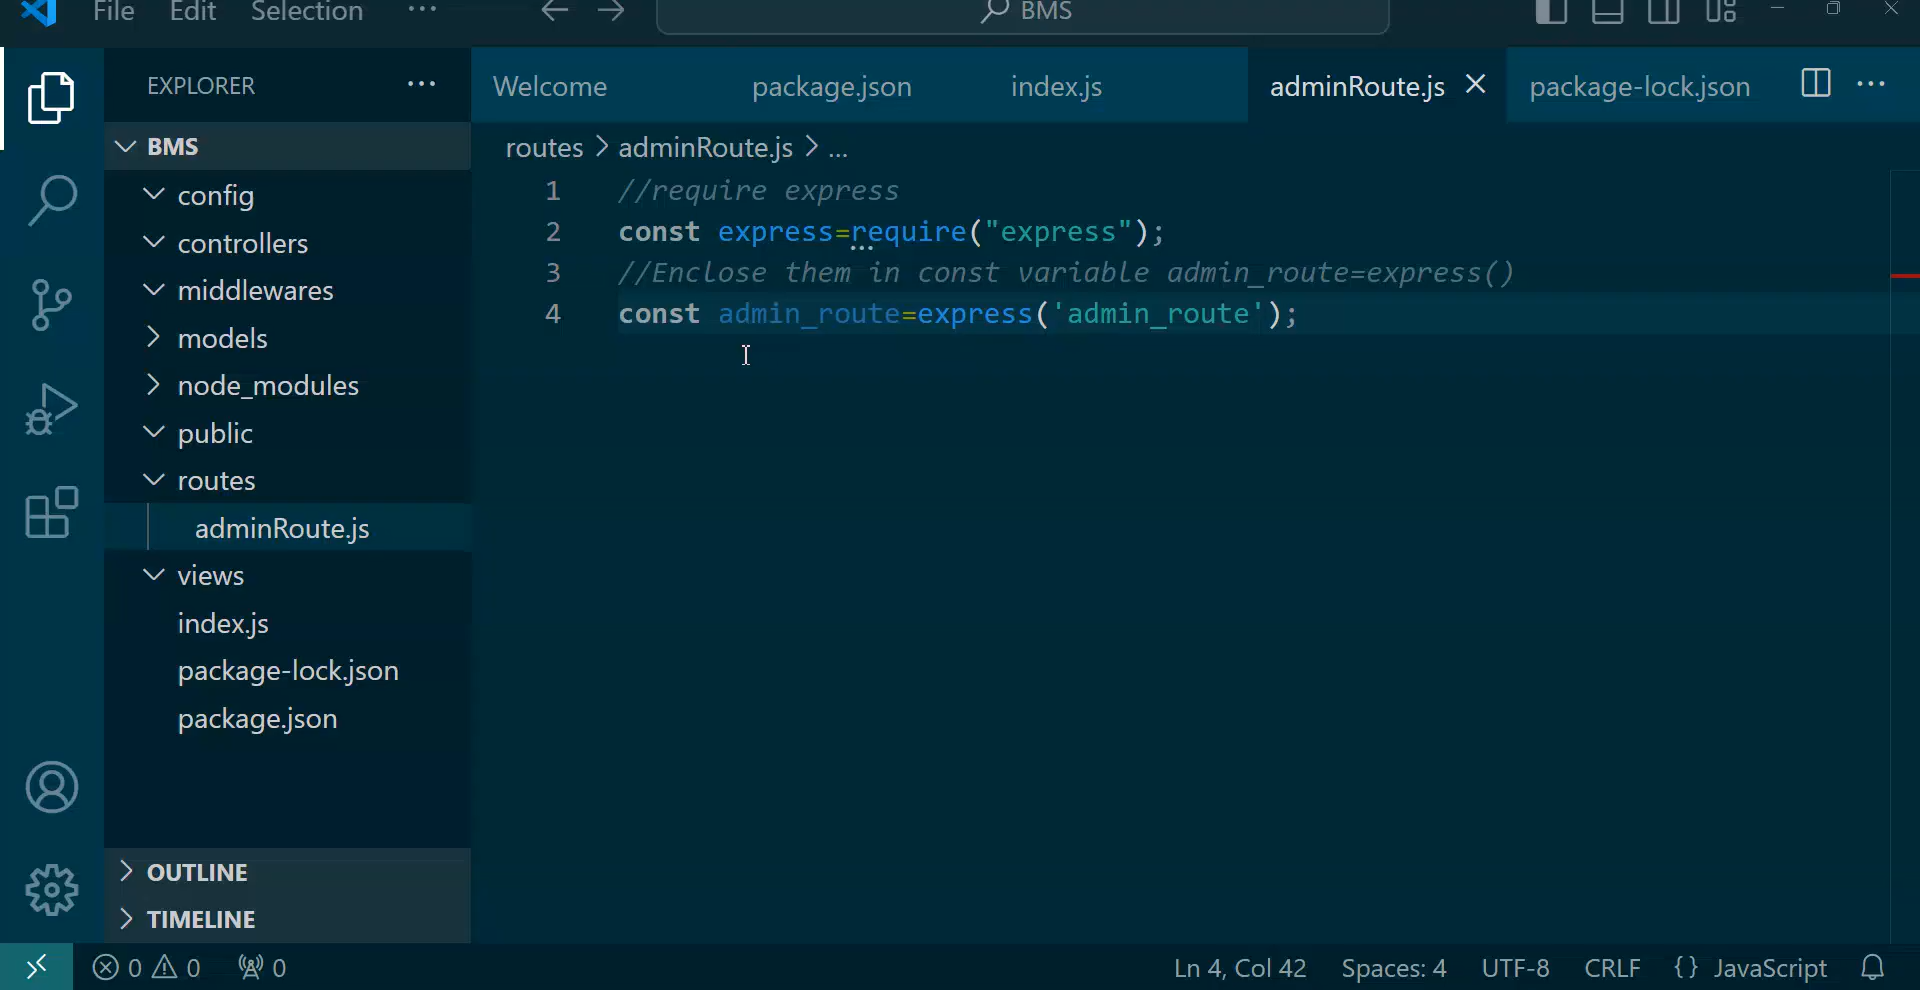 File Edit Selection ··· BMS
EXPLORER ···
Welcome package.json index.js adminRoute.js package-lock.json ···
BMS
config
controllers
middlewares
models
node_modules
public
routes
adminRoute.js
views
index.js
package-lock.json
package.json
OUTLINE
TIMELINE
routes > adminRoute.js > ...
1 //require express
2 const express=require("express");
3 //Enclose them in const variable admin_route=express()
4 const admin_route=express('admin_route');
0 0 0 Ln 4, Col 42 Spaces: 4 UTF-8 CRLF {} JavaScript